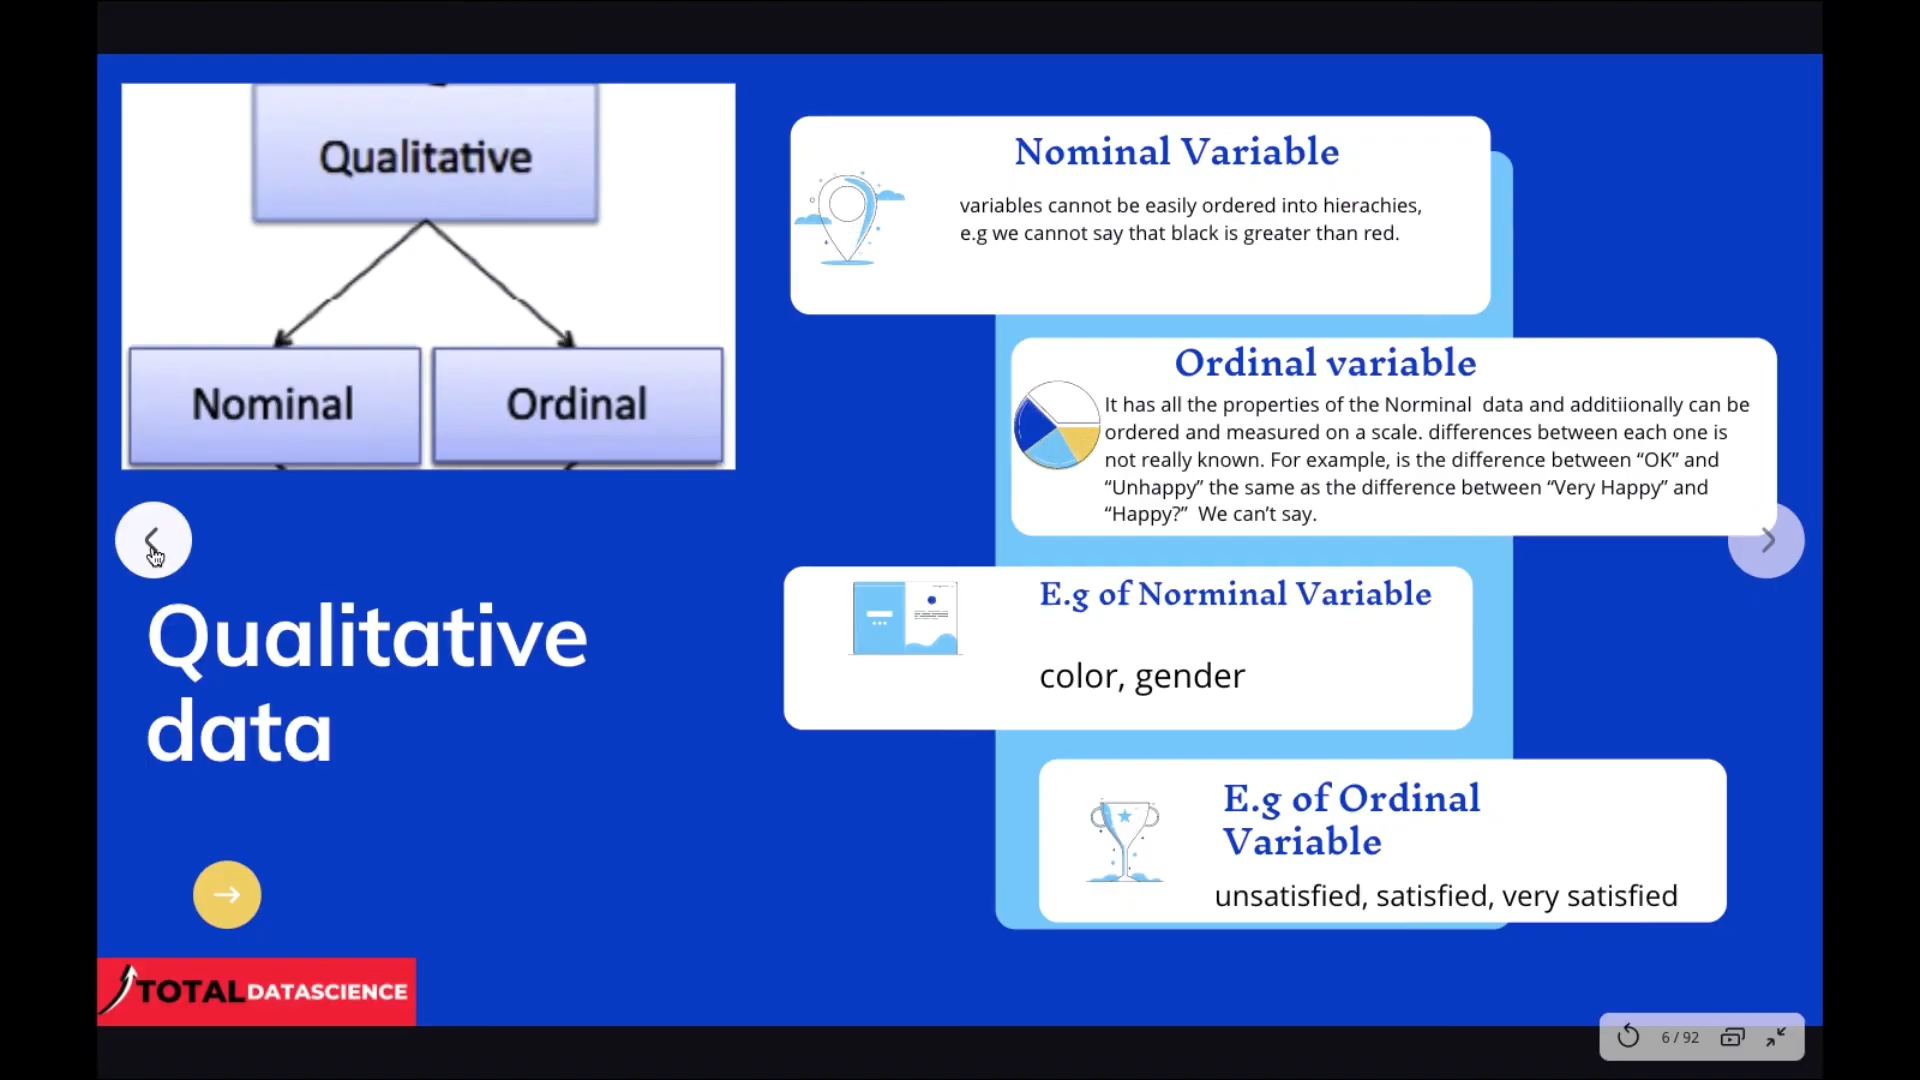 Qualitative
Nominal
Ordinal
Qualitative
data
TOTAL DATASCIENCE
Nominal Variable
variables cannot be easily ordered into hierachies,
e.g we cannot say that black is greater than red.
Ordinal variable
It has all the properties of the Norminal data and additiionally can be
ordered and measured on a scale. differences between each one is
not really known. For example, is the difference between “OK” and
“Unhappy” the same as the difference between “Very Happy” and
“Happy?” We can’t say.
E.g of Norminal Variable
color, gender
E.g of Ordinal
Variable
unsatisfied, satisfied, very satisfied
6 / 92